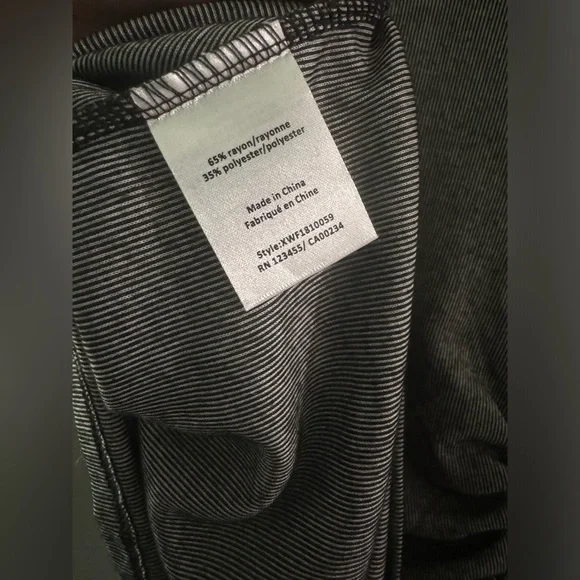 65% rayon/rayonne
35% polyester/polyester
Made in China
Fabriqué en Chine
Style:XWF1810059
RN 123455/ CA00234